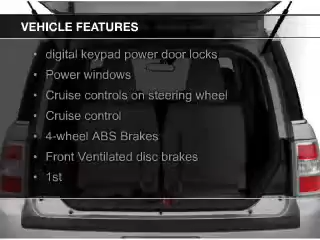 VEHICLE FEATURES
• digital keypad power door locks
• Power windows
• Cruise controls on steering wheel
• Cruise control
• 4-wheel ABS Brakes
• Front Ventilated disc brakes
• 1st